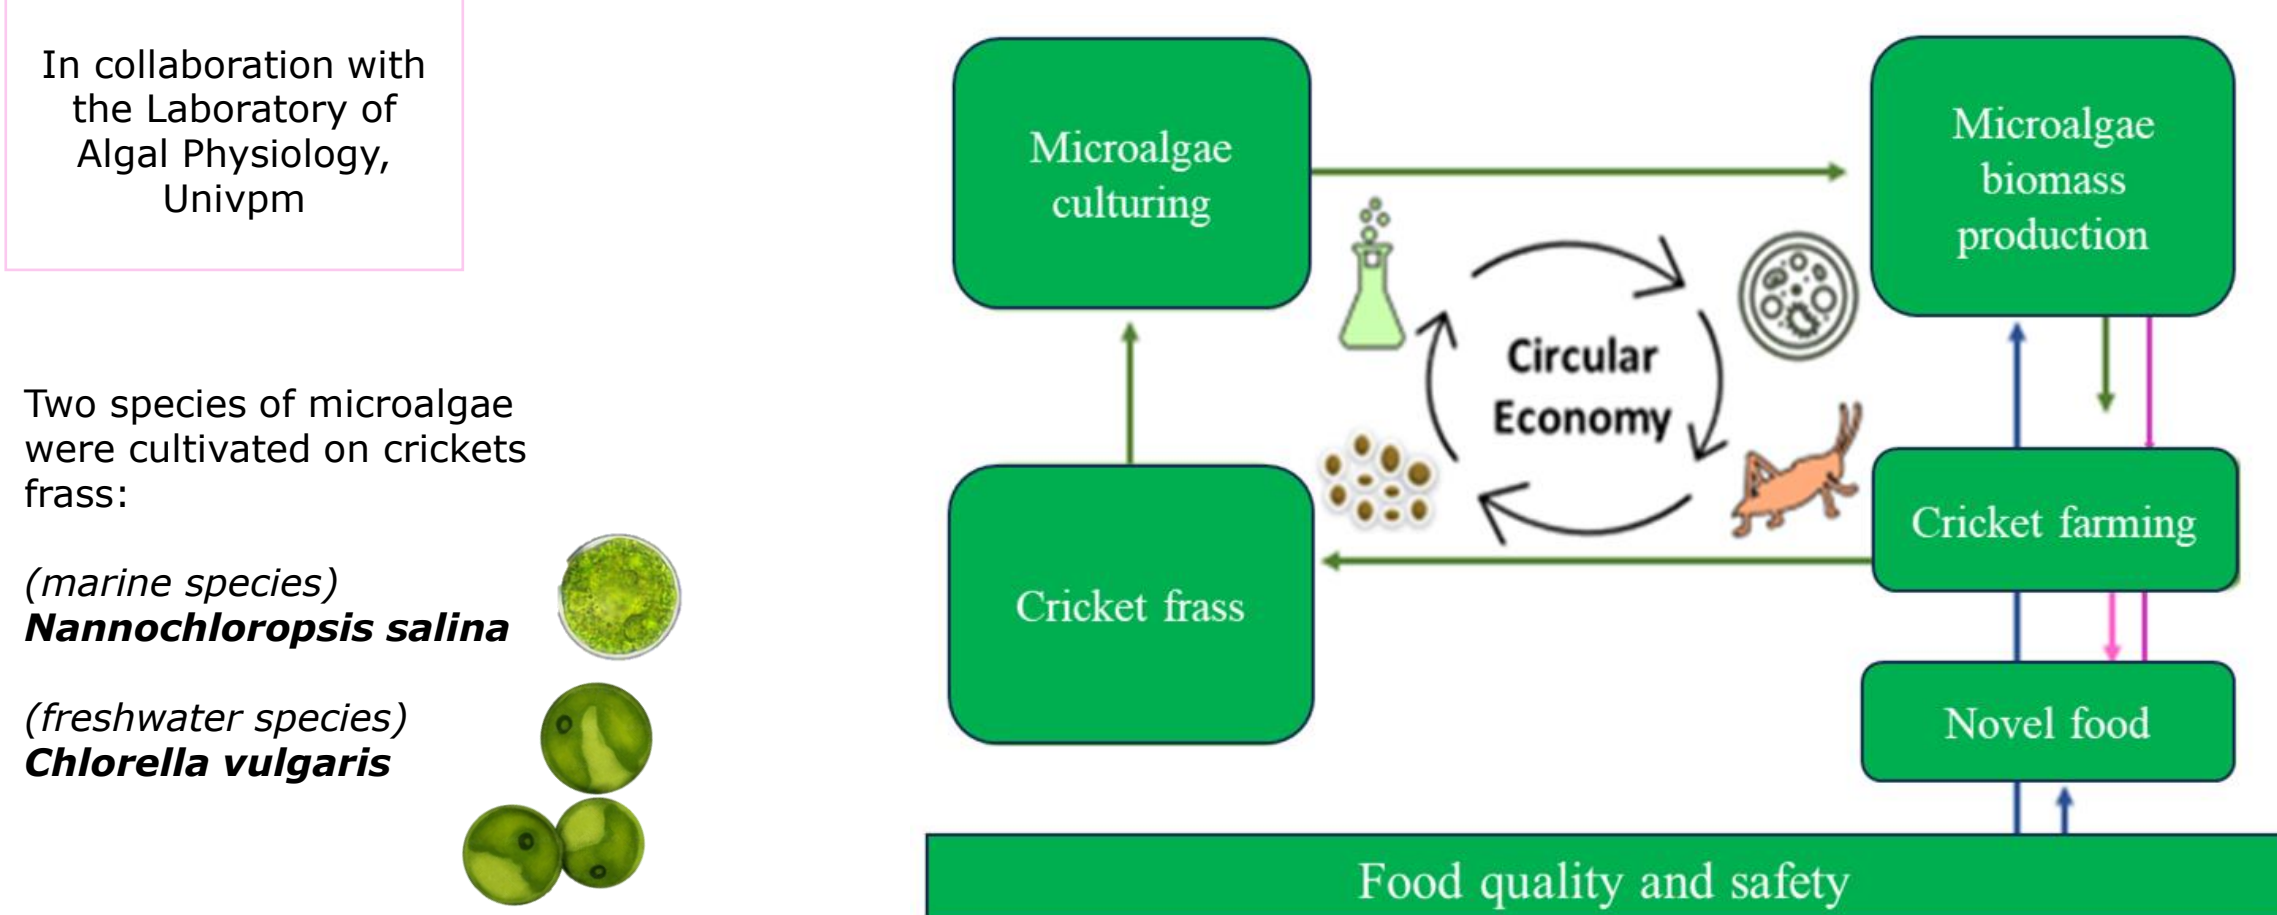 In collaboration with
the Laboratory of
Algal Physiology,
Univpm
Two species of microalgae
were cultivated on crickets
frass:
(marine species)
Nannochloropsis salina
(freshwater species)
Chlorella vulgaris
Microalgae
culturing
Microalgae
biomass
production
Circular
Economy
Cricket frass
Cricket farming
Novel food
Food quality and safety